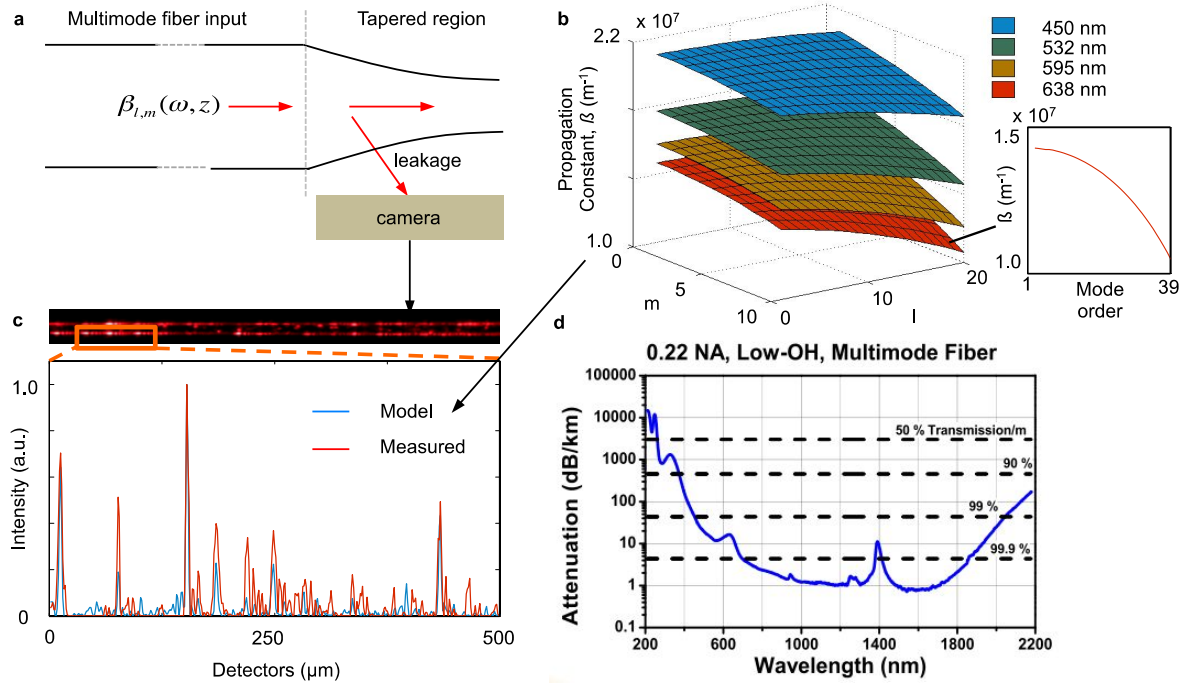 a
Multimode fiber input
Tapered region
β_{l,m}(ω,z)
leakage
camera
b
x 10⁷
2.2
Propagation
Constant, ß (m⁻¹)
1.0
0
5
10
m
0
10
20
l
450 nm
532 nm
595 nm
638 nm
x 10⁷
1.5
ß (m⁻¹)
1.0
1
39
Mode
order
c
1.0
Intensity (a.u.)
0
Model
Measured
0
250
500
Detectors (μm)
d
0.22 NA, Low-OH, Multimode Fiber
Attenuation (dB/km)
100000
10000
1000
100
10
1
0.1
50 % Transmission/m
90 %
99 %
99.9 %
200 600 1000 1400 1800 2200
Wavelength (nm)